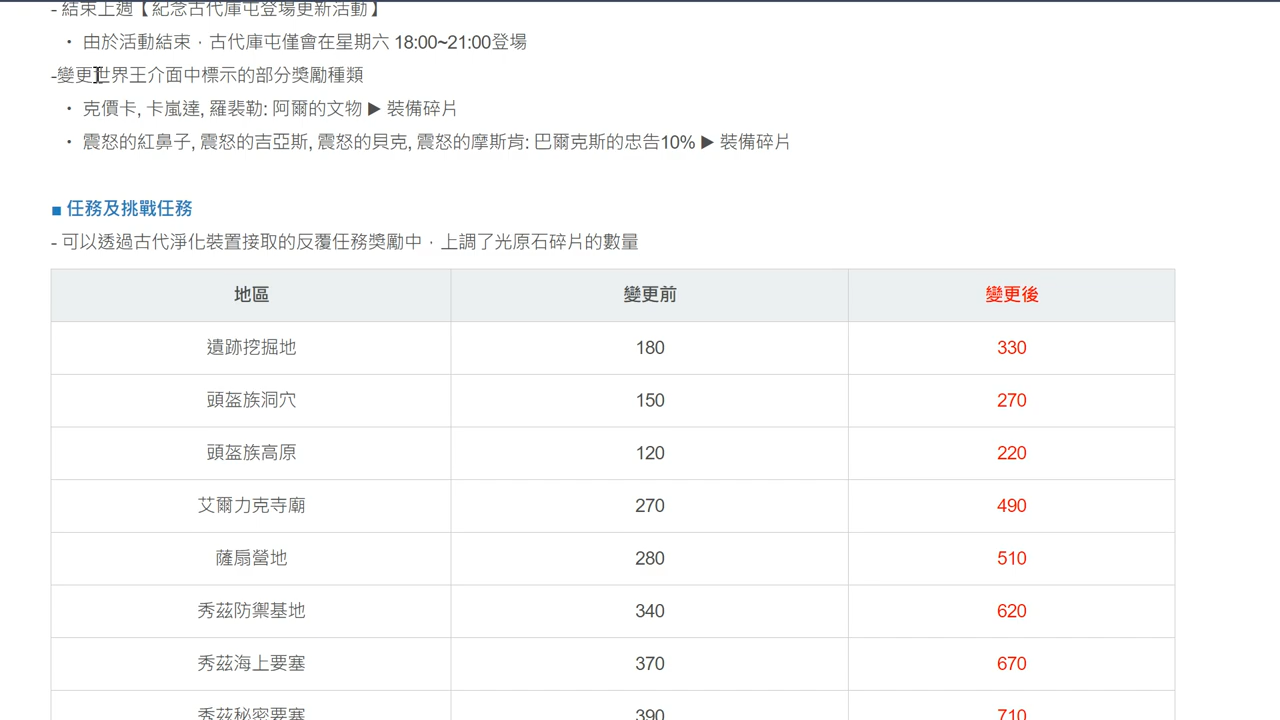 - 結束上週【紀念古代庫屯登場更新活動】
• 由於活動結束，古代庫屯僅會在星期六 18:00~21:00登場
-變更世界王介面中標示的部分獎勵種類
• 克價卡, 卡嵐達, 羅裴勒: 阿爾的文物 ▶ 裝備碎片
• 震怒的紅鼻子, 震怒的吉亞斯, 震怒的貝克, 震怒的摩斯肯: 巴爾克斯的忠告10% ▶ 裝備碎片
■ 任務及挑戰任務
- 可以透過古代淨化裝置接取的反覆任務獎勵中，上調了光原石碎片的數量
地區 變更前 變更後
遺跡挖掘地 180 330
頭盔族洞穴 150 270
頭盔族高原 120 220
艾爾力克寺廟 270 490
薩扇營地 280 510
秀茲防禦基地 340 620
秀茲海上要塞 370 670
秀茲秘密要塞 390 710